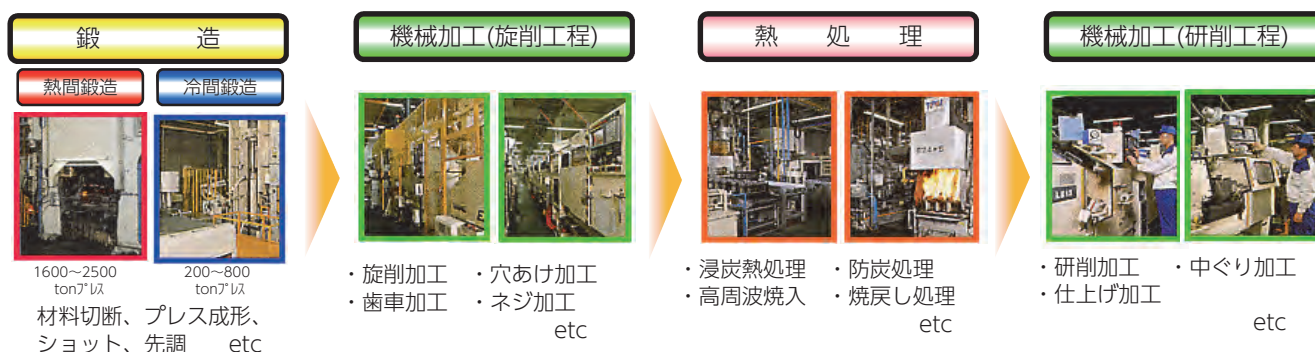 鍛造
熱間鍛造
冷間鍛造
1600~2500
tonプレス
200~800
tonプレス
材料切断、プレス成形、
ショット、先調 etc
機械加工(旋削工程)
・旋削加工 ・穴あけ加工
・歯車加工 ・ネジ加工
etc
熱処理
・浸炭熱処理 ・防炭処理
・高周波焼入 ・焼戻し処理
etc
機械加工(研削工程)
・研削加工 ・中ぐり加工
・仕上げ加工
etc